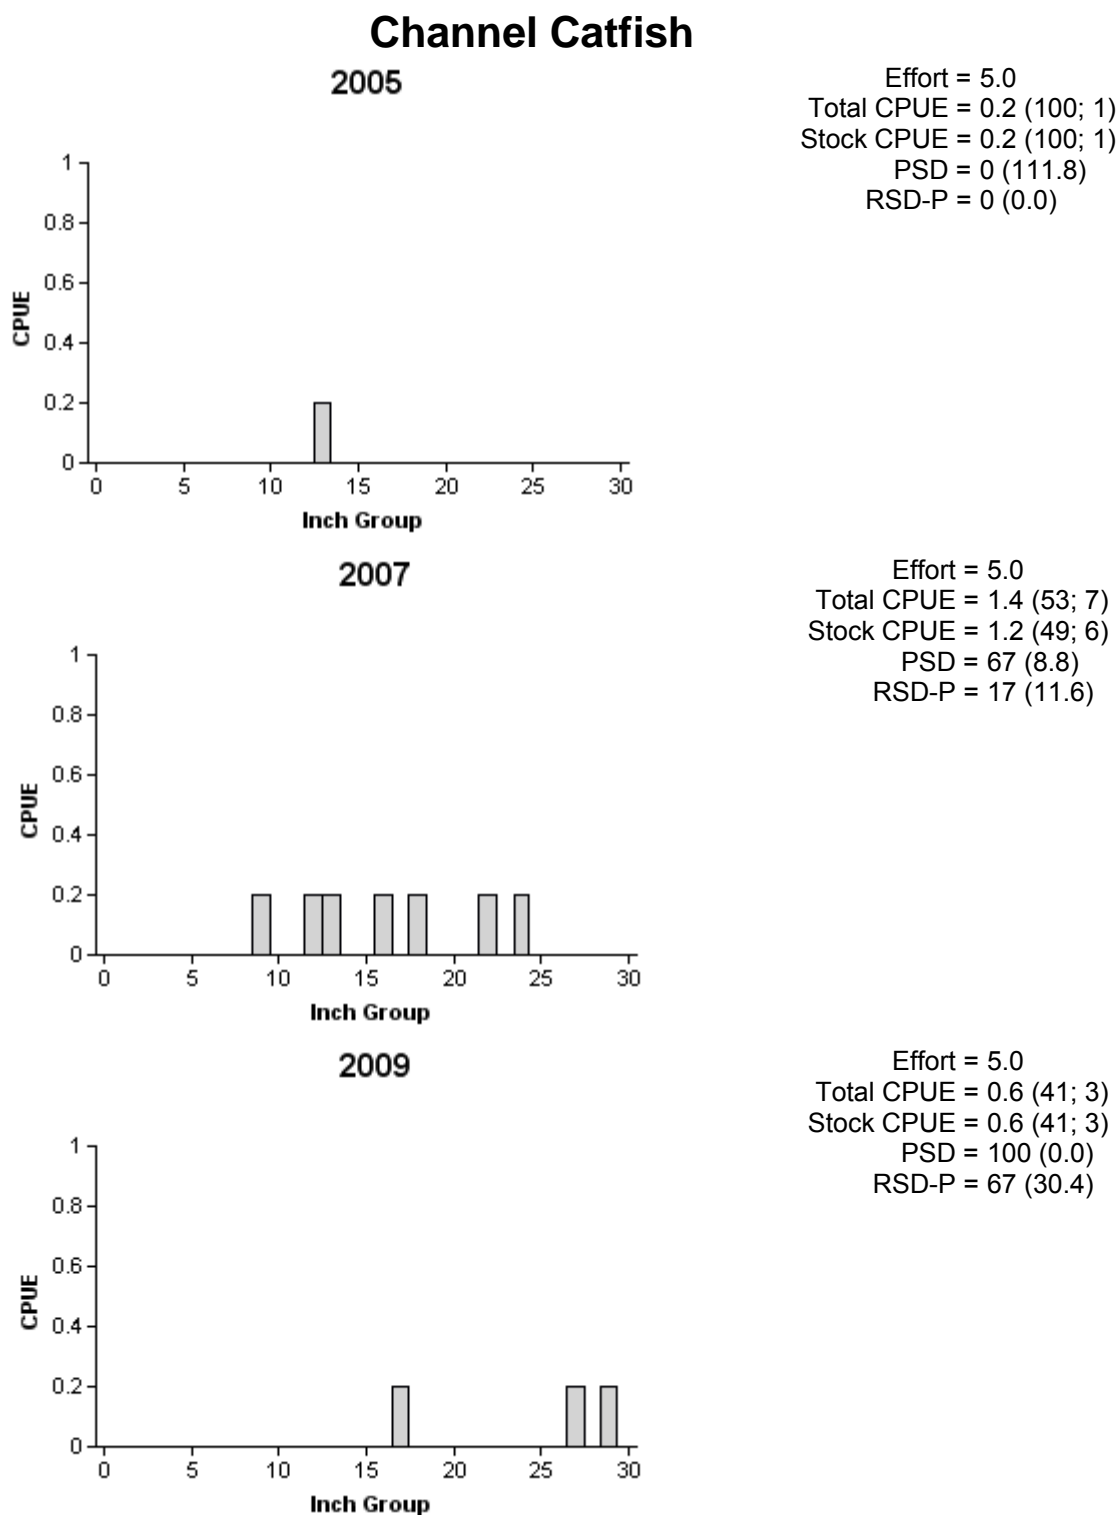 Channel Catfish
2005
Effort = 5.0
Total CPUE = 0.2 (100; 1)
Stock CPUE = 0.2 (100; 1)
PSD = 0 (111.8)
RSD-P = 0 (0.0)
1
0.8
0.6
0.4
0.2
0
CPUE
0 5 10 15 20 25 30
Inch Group
2007
Effort = 5.0
Total CPUE = 1.4 (53; 7)
Stock CPUE = 1.2 (49; 6)
PSD = 67 (8.8)
RSD-P = 17 (11.6)
1
0.8
0.6
0.4
0.2
0
CPUE
0 5 10 15 20 25 30
Inch Group
2009
Effort = 5.0
Total CPUE = 0.6 (41; 3)
Stock CPUE = 0.6 (41; 3)
PSD = 100 (0.0)
RSD-P = 67 (30.4)
1
0.8
0.6
0.4
0.2
0
CPUE
0 5 10 15 20 25 30
Inch Group